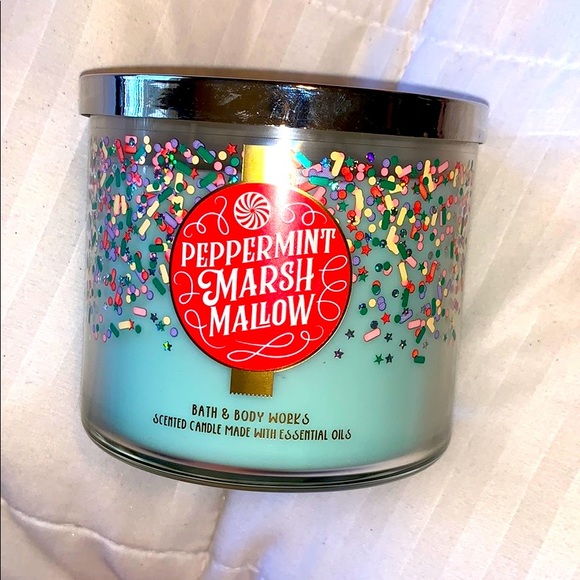 PEPPERMINT
MARSH
MALLOW
BATH & BODY WORKS
SCENTED CANDLE MADE WITH ESSENTIAL OILS